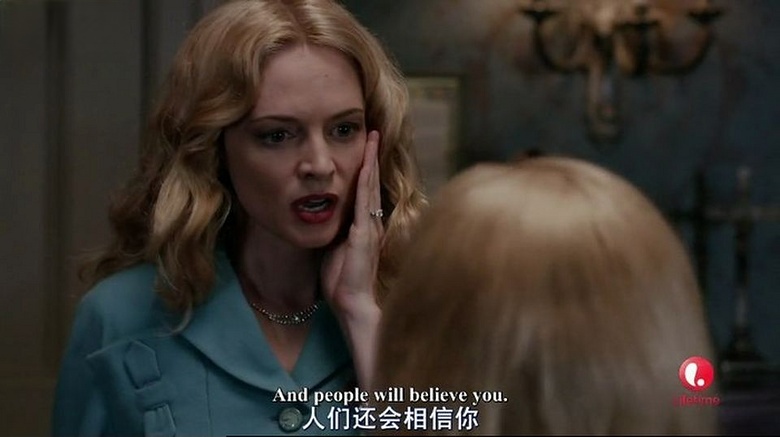 And people will believe you.
人们还会相信你
lifetime